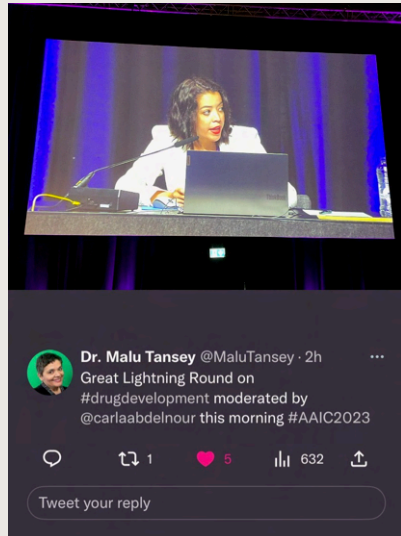 Dr. Malu Tansey @MaluTansey · 2h
Great Lightning Round on
#drugdevelopment moderated by
@carlaabdelnour this morning #AAIC2023
1
5
632
Tweet your reply